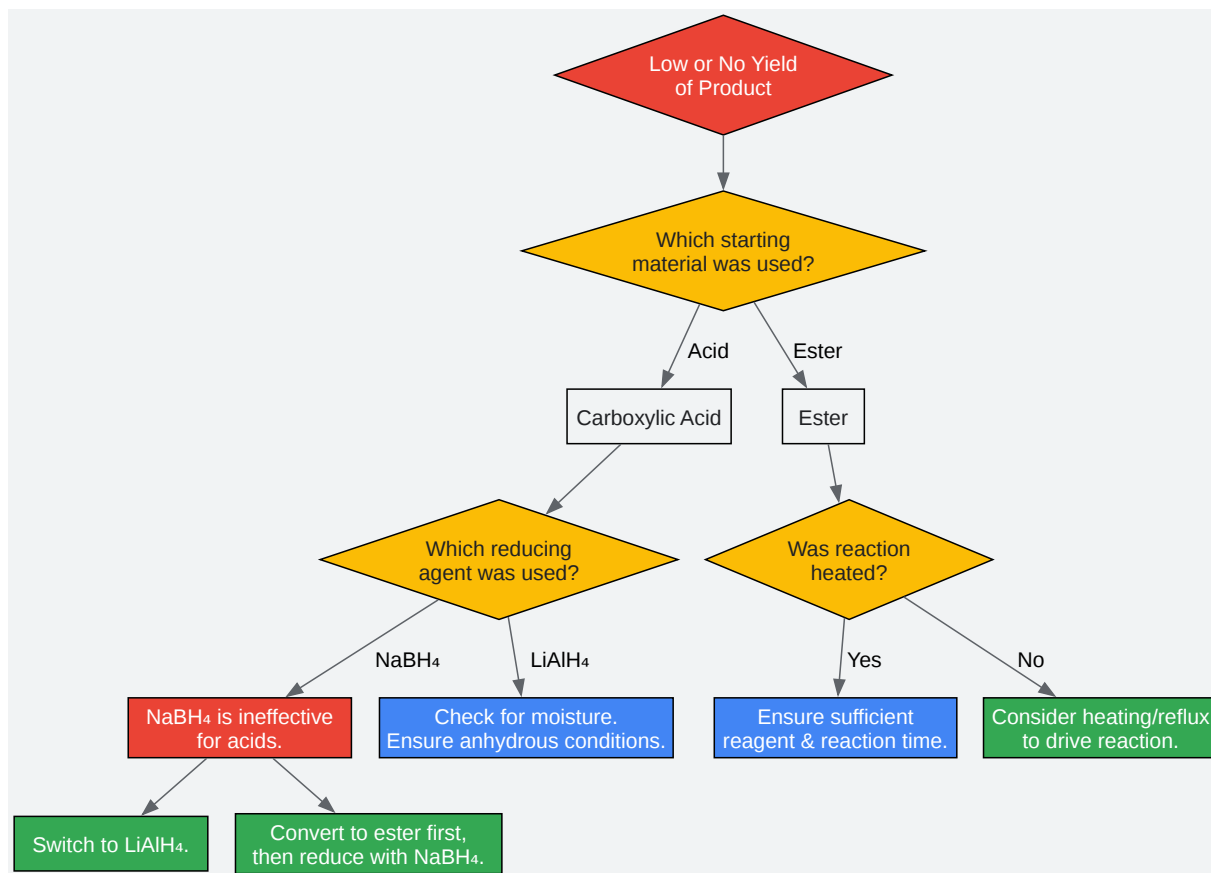 Low or No Yield
of Product
Which starting
material was used?
Acid
Ester
Carboxylic Acid
Ester
Which reducing
agent was used?
Was reaction
heated?
NaBH₄
LiAlH₄
Yes
No
NaBH₄ is ineffective
for acids.
Check for moisture.
Ensure anhydrous conditions.
Ensure sufficient
reagent & reaction time.
Consider heating/reflux
to drive reaction.
Switch to LiAlH₄.
Convert to ester first,
then reduce with NaBH₄.